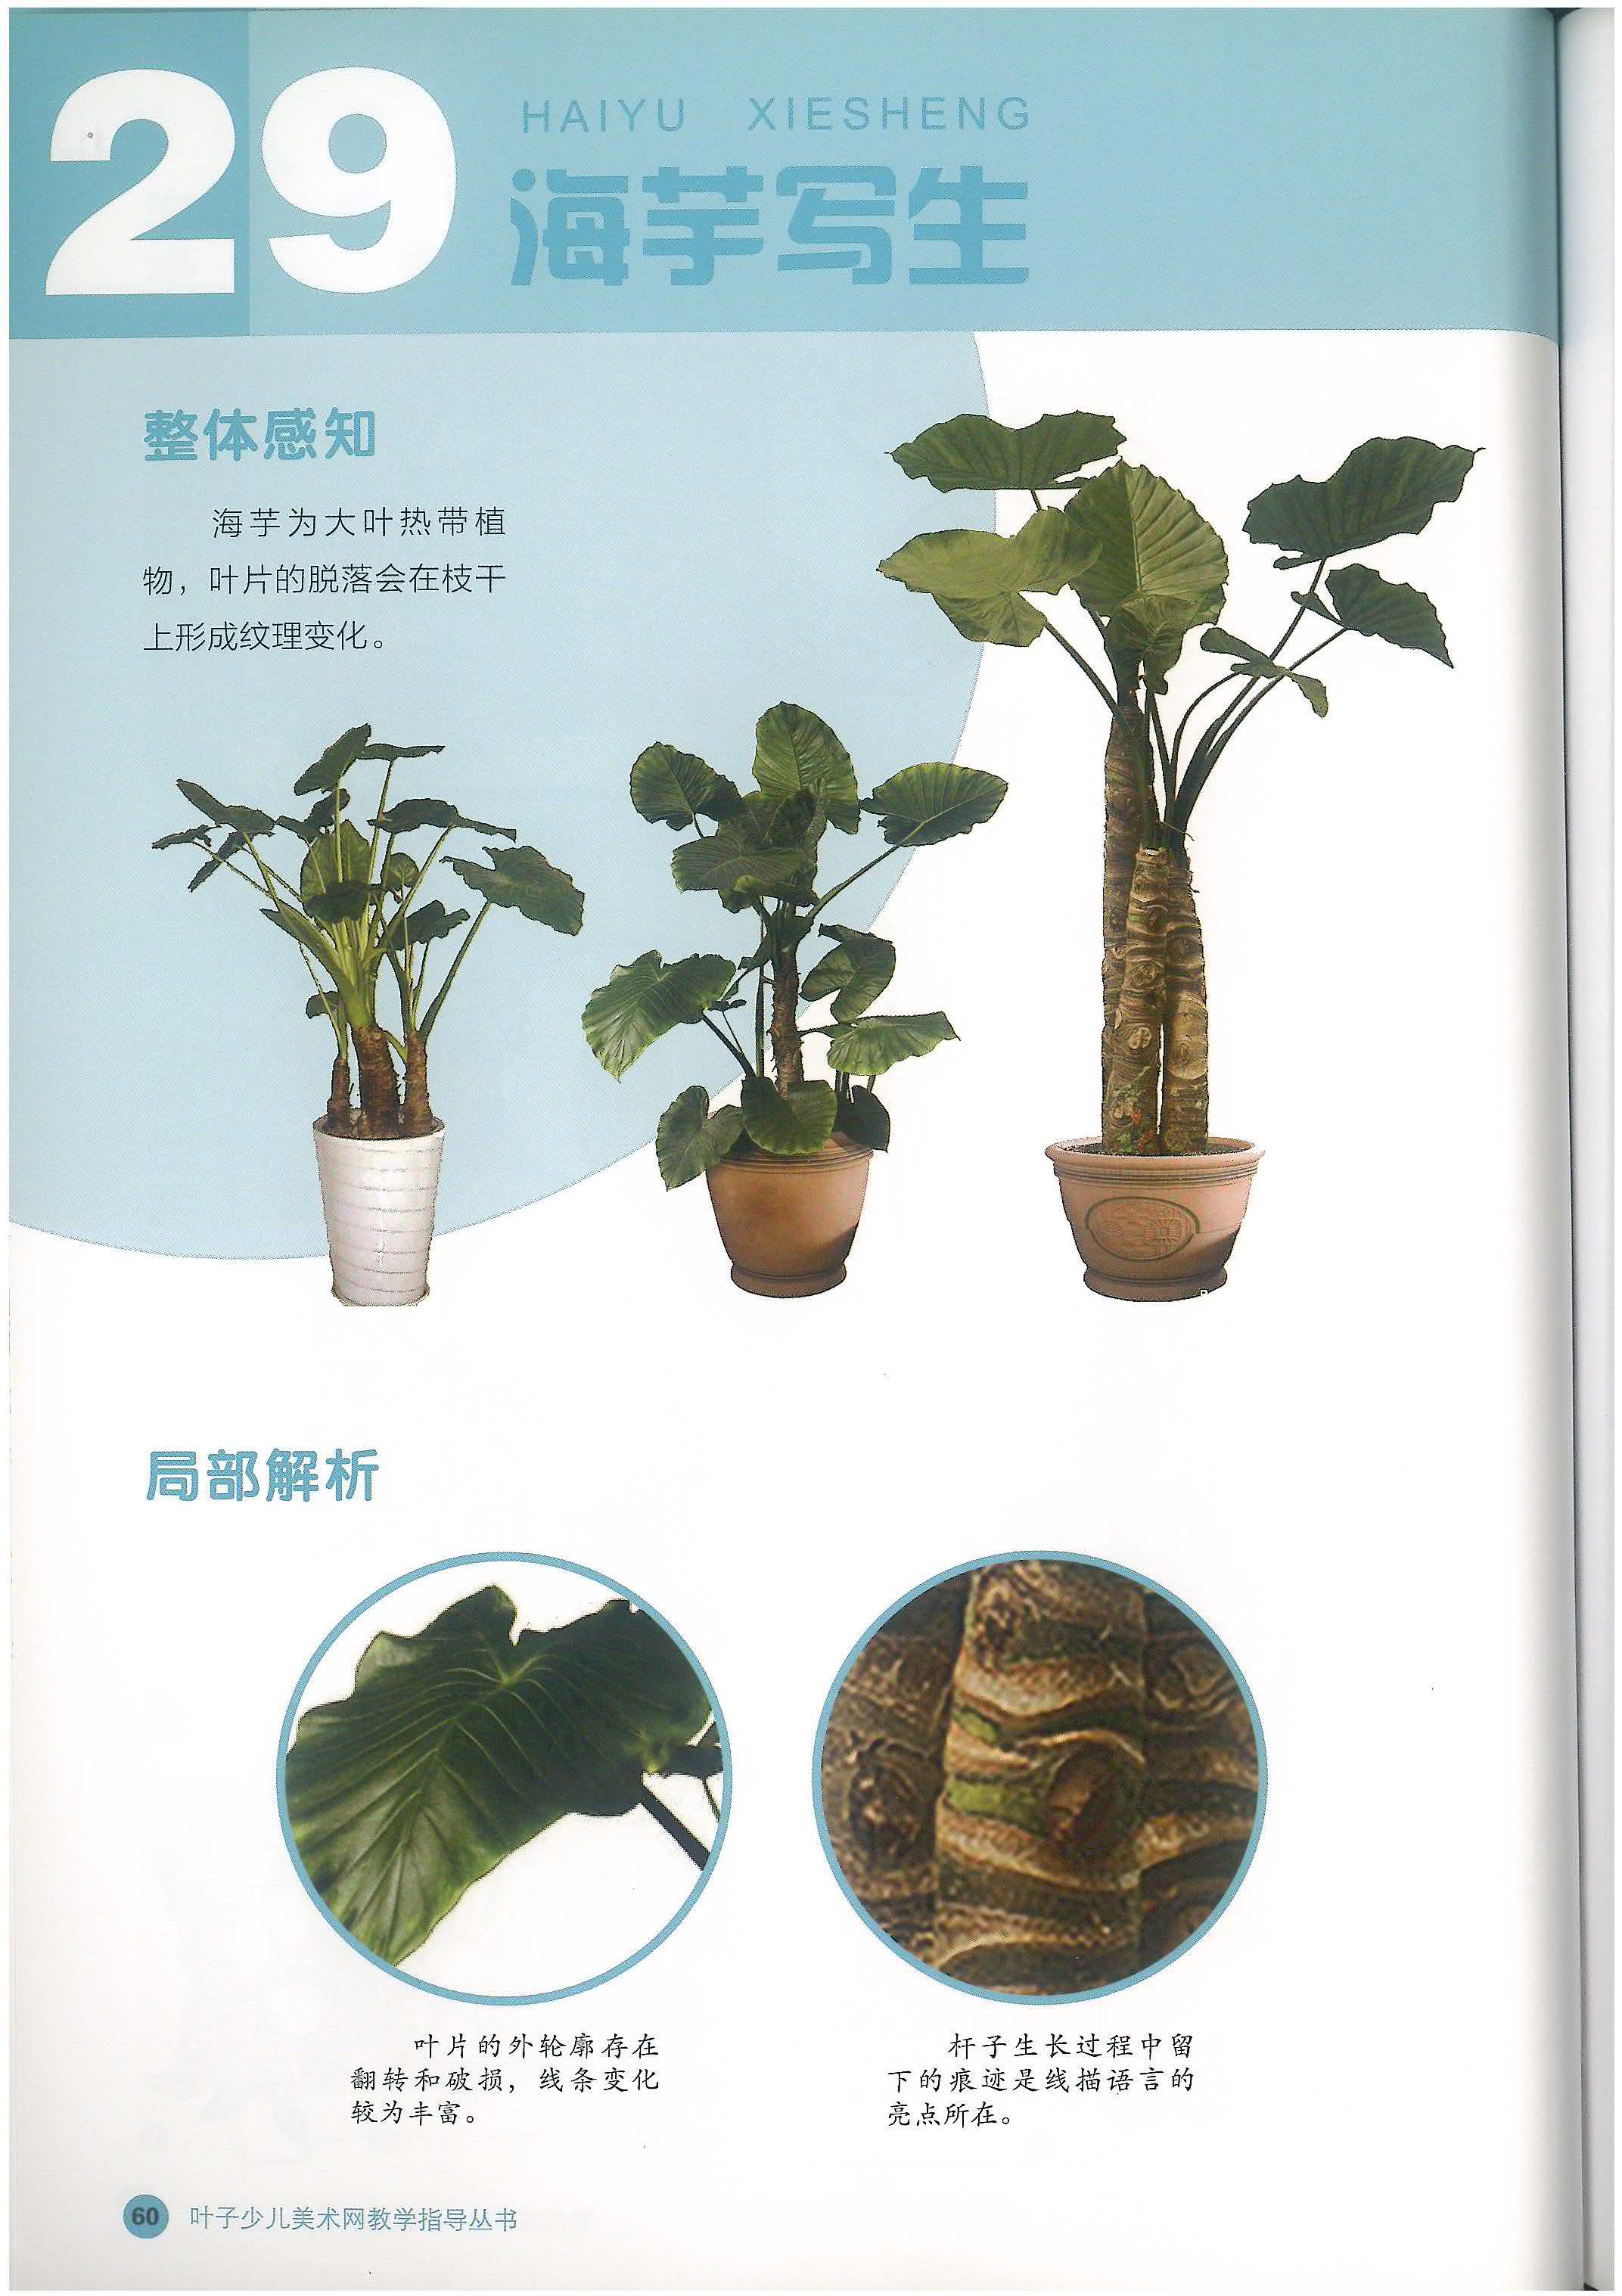 29
HAIYU XIESHENG
海芋写生
整体感知
海芋为大叶热带植
物，叶片的脱落会在枝干
上形成纹理变化。
局部解析
叶片的外轮廓存在
翻转和破损，线条变化
较为丰富。
杆子生长过程中留
下的痕迹是线描语言的
亮点所在。
60 叶子少儿美术网教学指导丛书